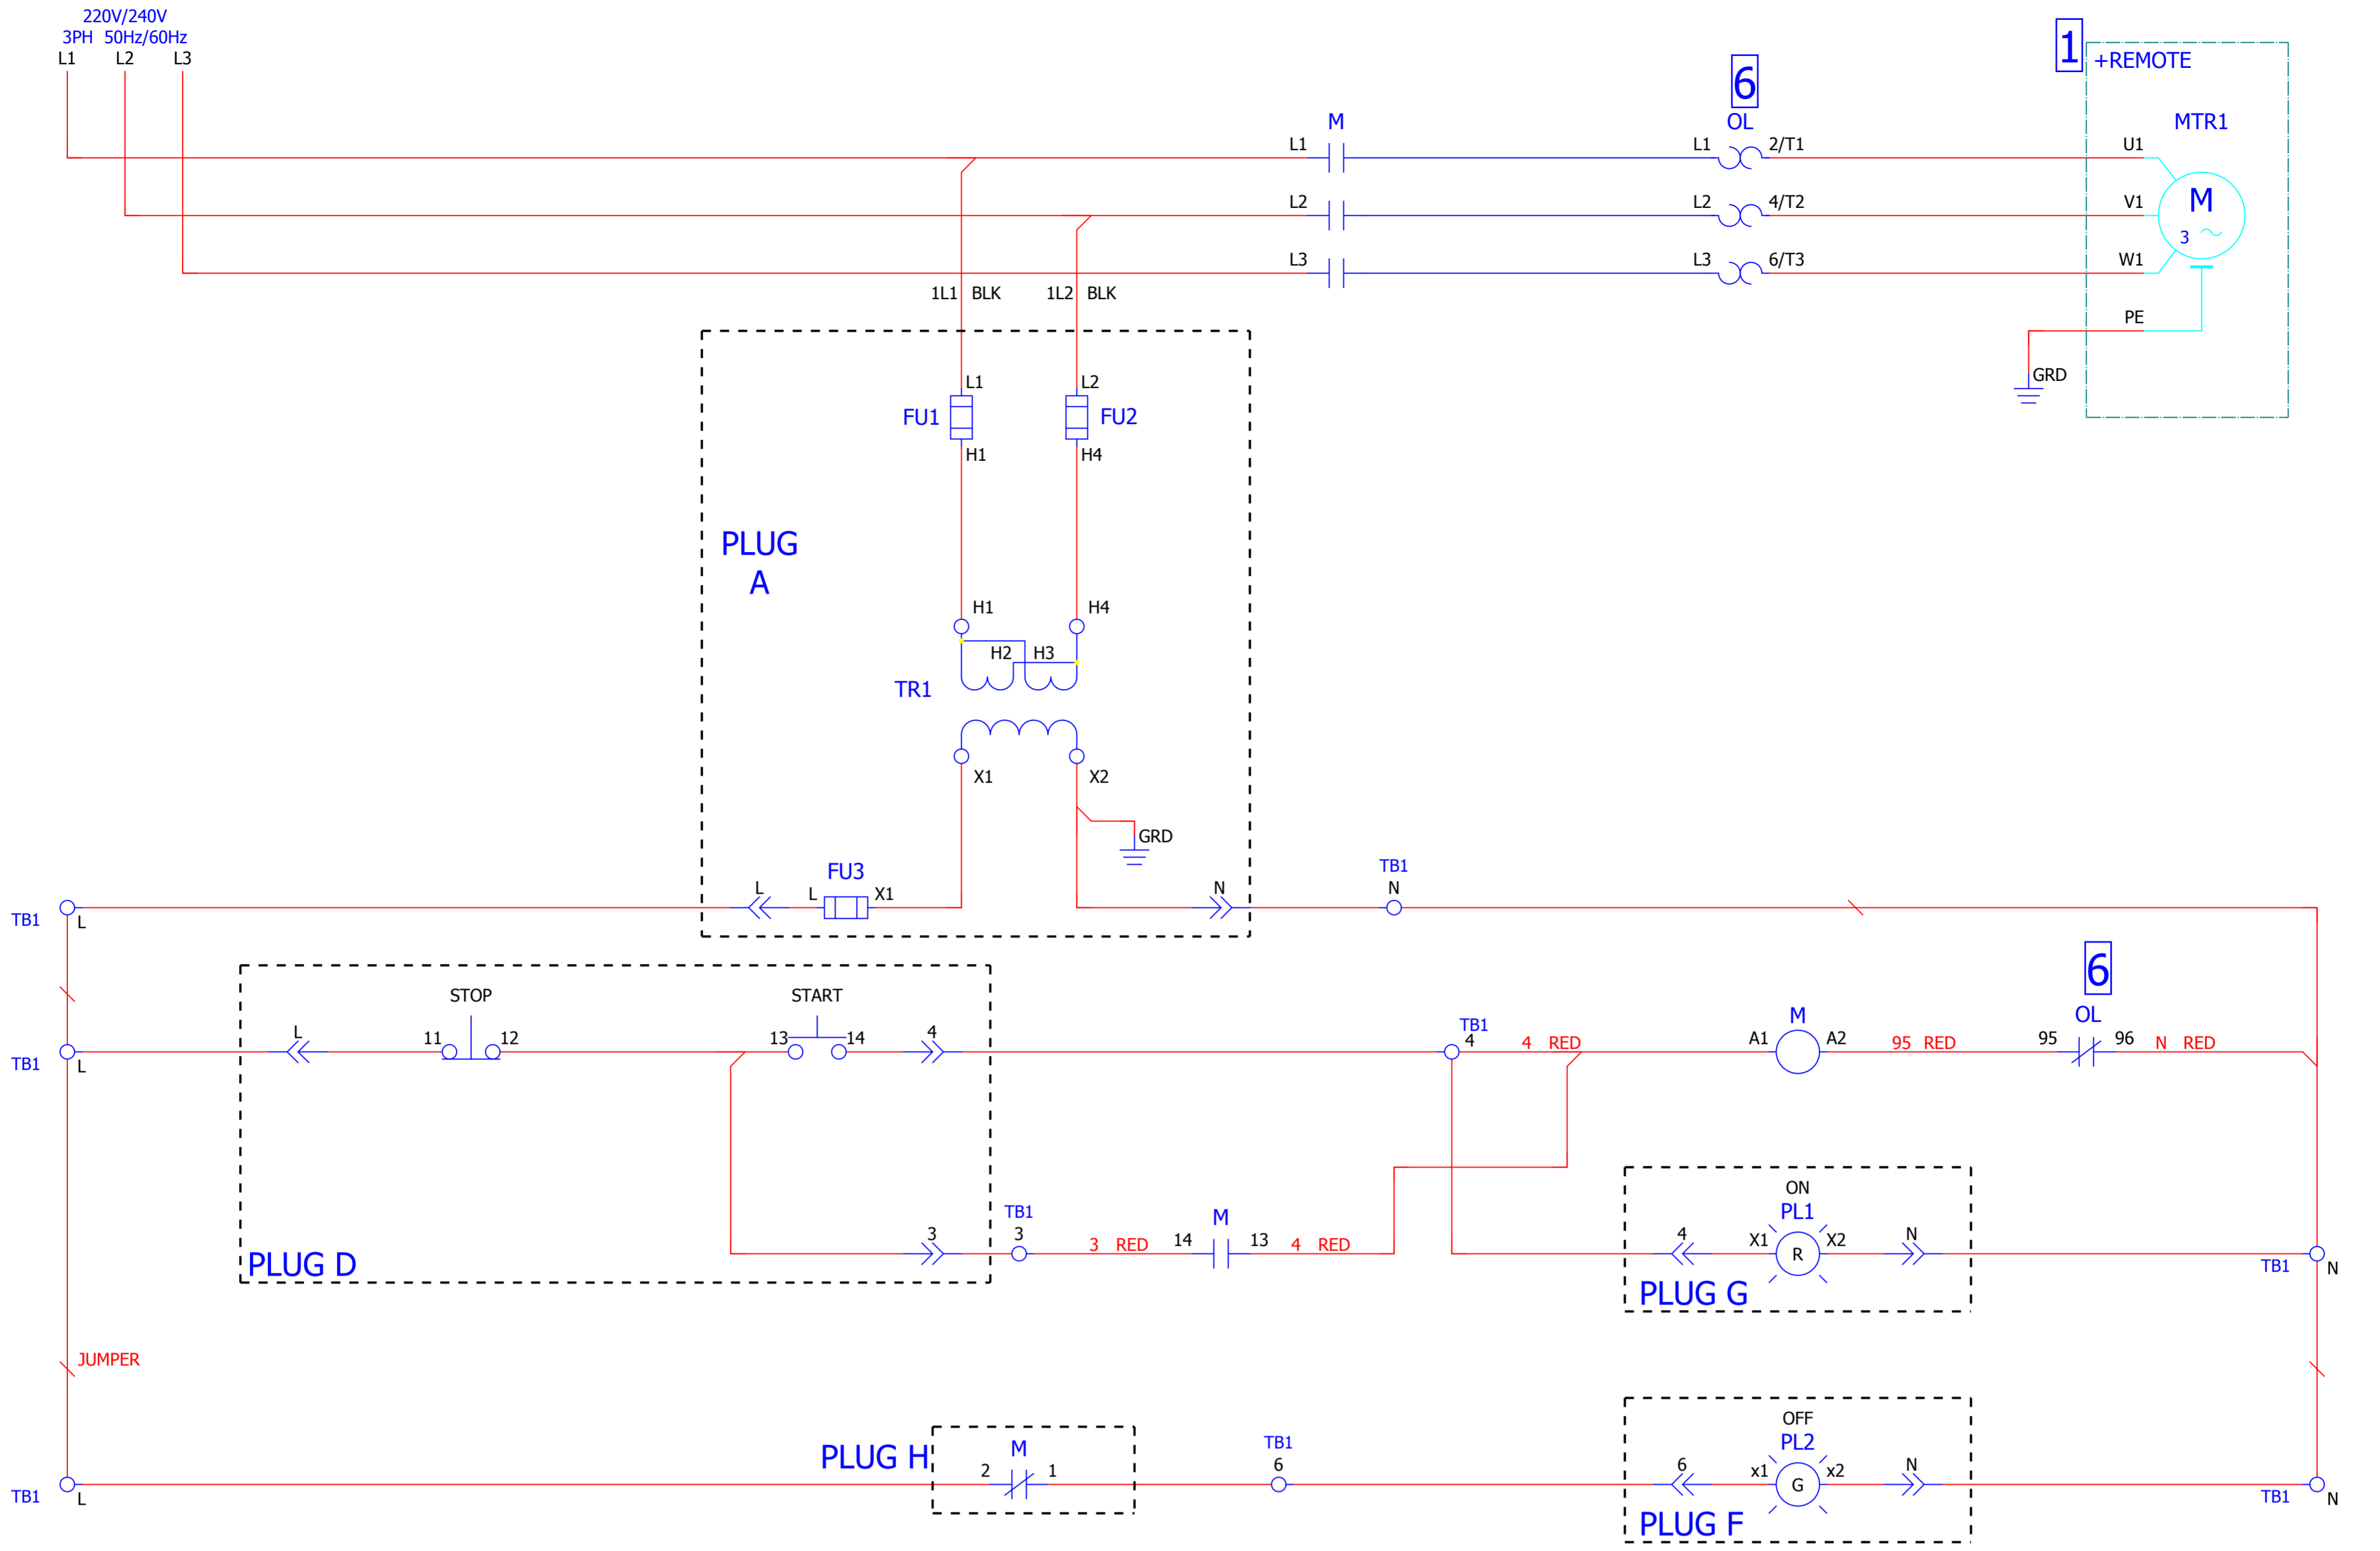 220V/240V
3PH 50Hz/60Hz
L1 L2 L3
1
+REMOTE
6
OL
M
MTR1
L1 L1 2/T1 U1
L2 L2 4/T2 V1
M
3
L3 L3 6/T3 W1
1L1 BLK 1L2 BLK
PE
GRD
L1 L2
FU1 FU2
H1 H4
PLUG
A
H1 H4
H2 H3
TR1
X1 X2
GRD
FU3
L L X1 N
TB1
N
TB1 L
6
STOP START
OL
TB1 L
L 11 12 13 14 4
TB1
4
4 RED
M
A1 A2
95 RED
95 96
N RED
ON
PL1
TB1
3
3
3 RED
M
14 13
4 RED
4 X1 R X2 N
TB1 N
PLUG D
PLUG G
JUMPER
OFF
PL2
PLUG H
M
2 1
TB1
6
6 x1 G x2 N
TB1 L
TB1 N
PLUG F